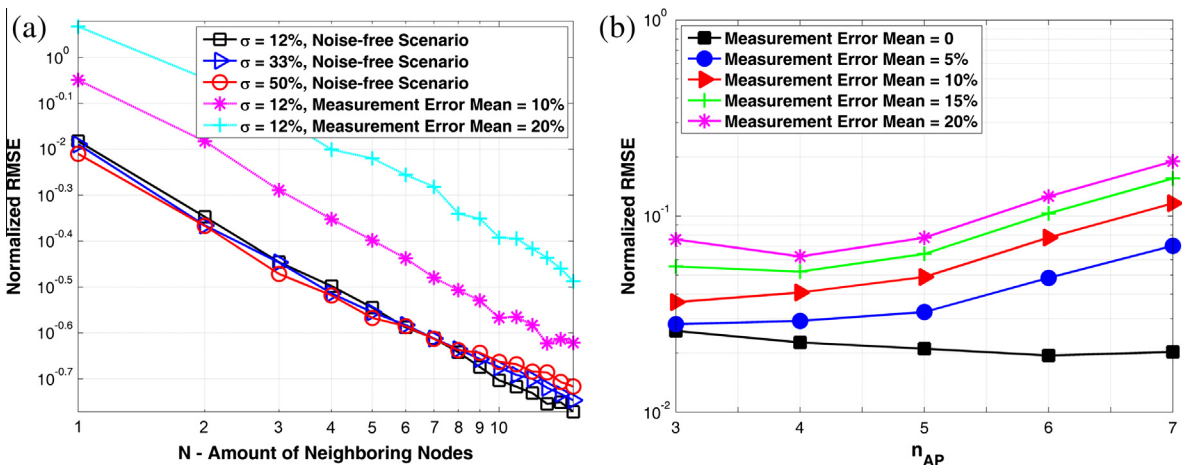 (a)
σ = 12%, Noise-free Scenario
σ = 33%, Noise-free Scenario
σ = 50%, Noise-free Scenario
σ = 12%, Measurement Error Mean = 10%
σ = 12%, Measurement Error Mean = 20%
Normalized RMSE
10^0
10^-0.1
10^-2
10^-0.3
10^-0.4
10^-0.5
10^-0.6
10^-0.7
1 2 3 4 5 6 7 8 9 10
N - Amount of Neighboring Nodes
(b)
Measurement Error Mean = 0
Measurement Error Mean = 5%
Measurement Error Mean = 10%
Measurement Error Mean = 15%
Measurement Error Mean = 20%
Normalized RMSE
10^0
10^-1
10^-2
3 4 5 6 7
n_AP